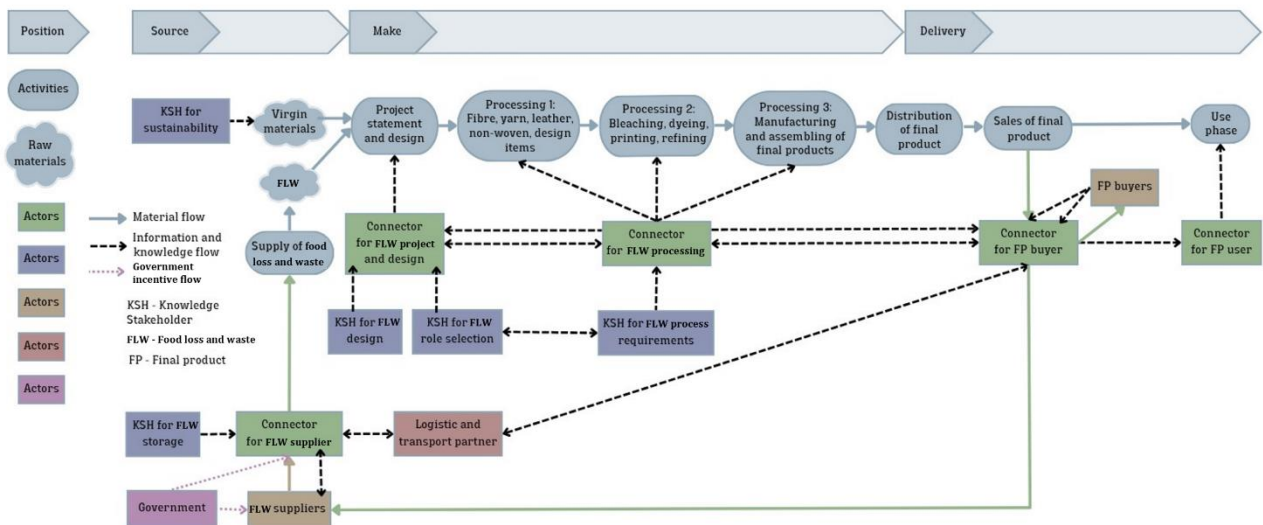 Position
Source
Make
Delivery
Activities
Raw
materials
Actors
Actors
Actors
Actors
Actors
Material flow
Information and
knowledge flow
Government
incentive flow
KSH - Knowledge
Stakeholder
FLW - Food loss and waste
FP - Final product
KSH for
sustainability
Virgin
materials
Project
statement
and design
Processing 1:
Fibre, yarn, leather,
non-woven, design
items
Processing 2:
Bleaching, dyeing,
printing, refining
Processing 3:
Manufacturing
and assembling of
final products
Distribution
of final
product
Sales of final
product
Use
phase
FLW
FP buyers
Supply of food
loss and waste
Connector
for FLW project
and design
Connector
for FLW processing
Connector
for FP buyer
Connector
for FP user
KSH for FLW
design
KSH for FLW
role selection
KSH for FLW process
requirements
KSH for FLW
storage
Connector
for FLW supplier
Logistic and
transport partner
Government
FLW suppliers